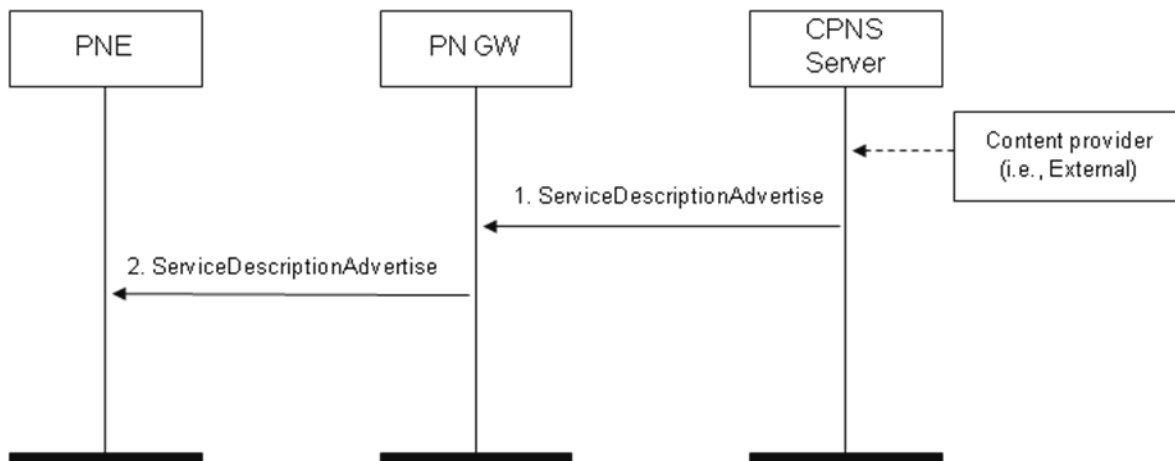 PNE
PN GW
CPNS
Server
Content provider
(i.e., External)
1. ServiceDescriptionAdvertise
2. ServiceDescriptionAdvertise